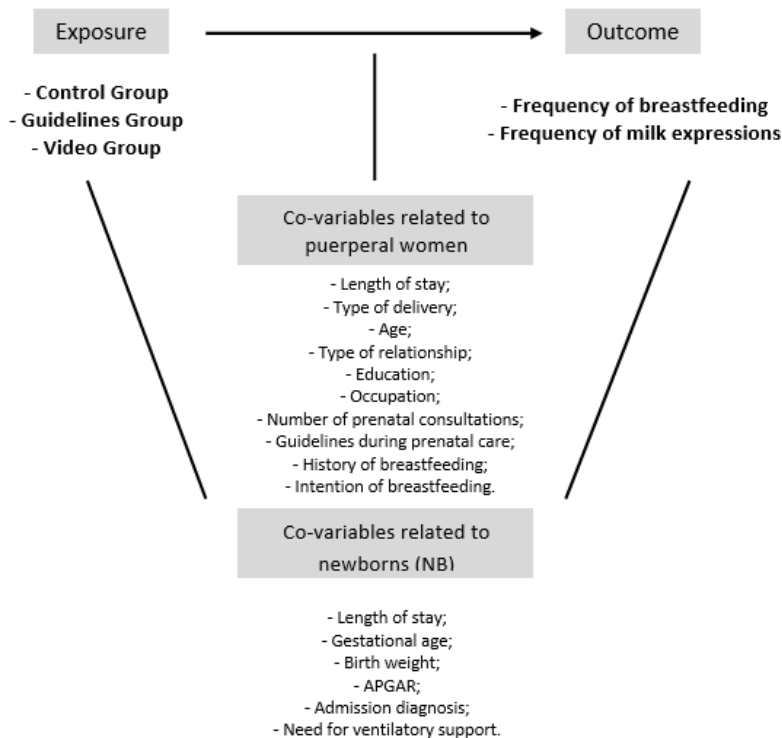 Exposure
Outcome
- Control Group
- Guidelines Group
- Video Group
- Frequency of breastfeeding
- Frequency of milk expressions
Co-variables related to
puerperal women
- Length of stay;
- Type of delivery;
- Age;
- Type of relationship;
- Education;
- Occupation;
- Number of prenatal consultations;
- Guidelines during prenatal care;
- History of breastfeeding;
- Intention of breastfeeding.
Co-variables related to
newborns (NB)
- Length of stay;
- Gestational age;
- Birth weight;
- APGAR;
- Admission diagnosis;
- Need for ventilatory support.